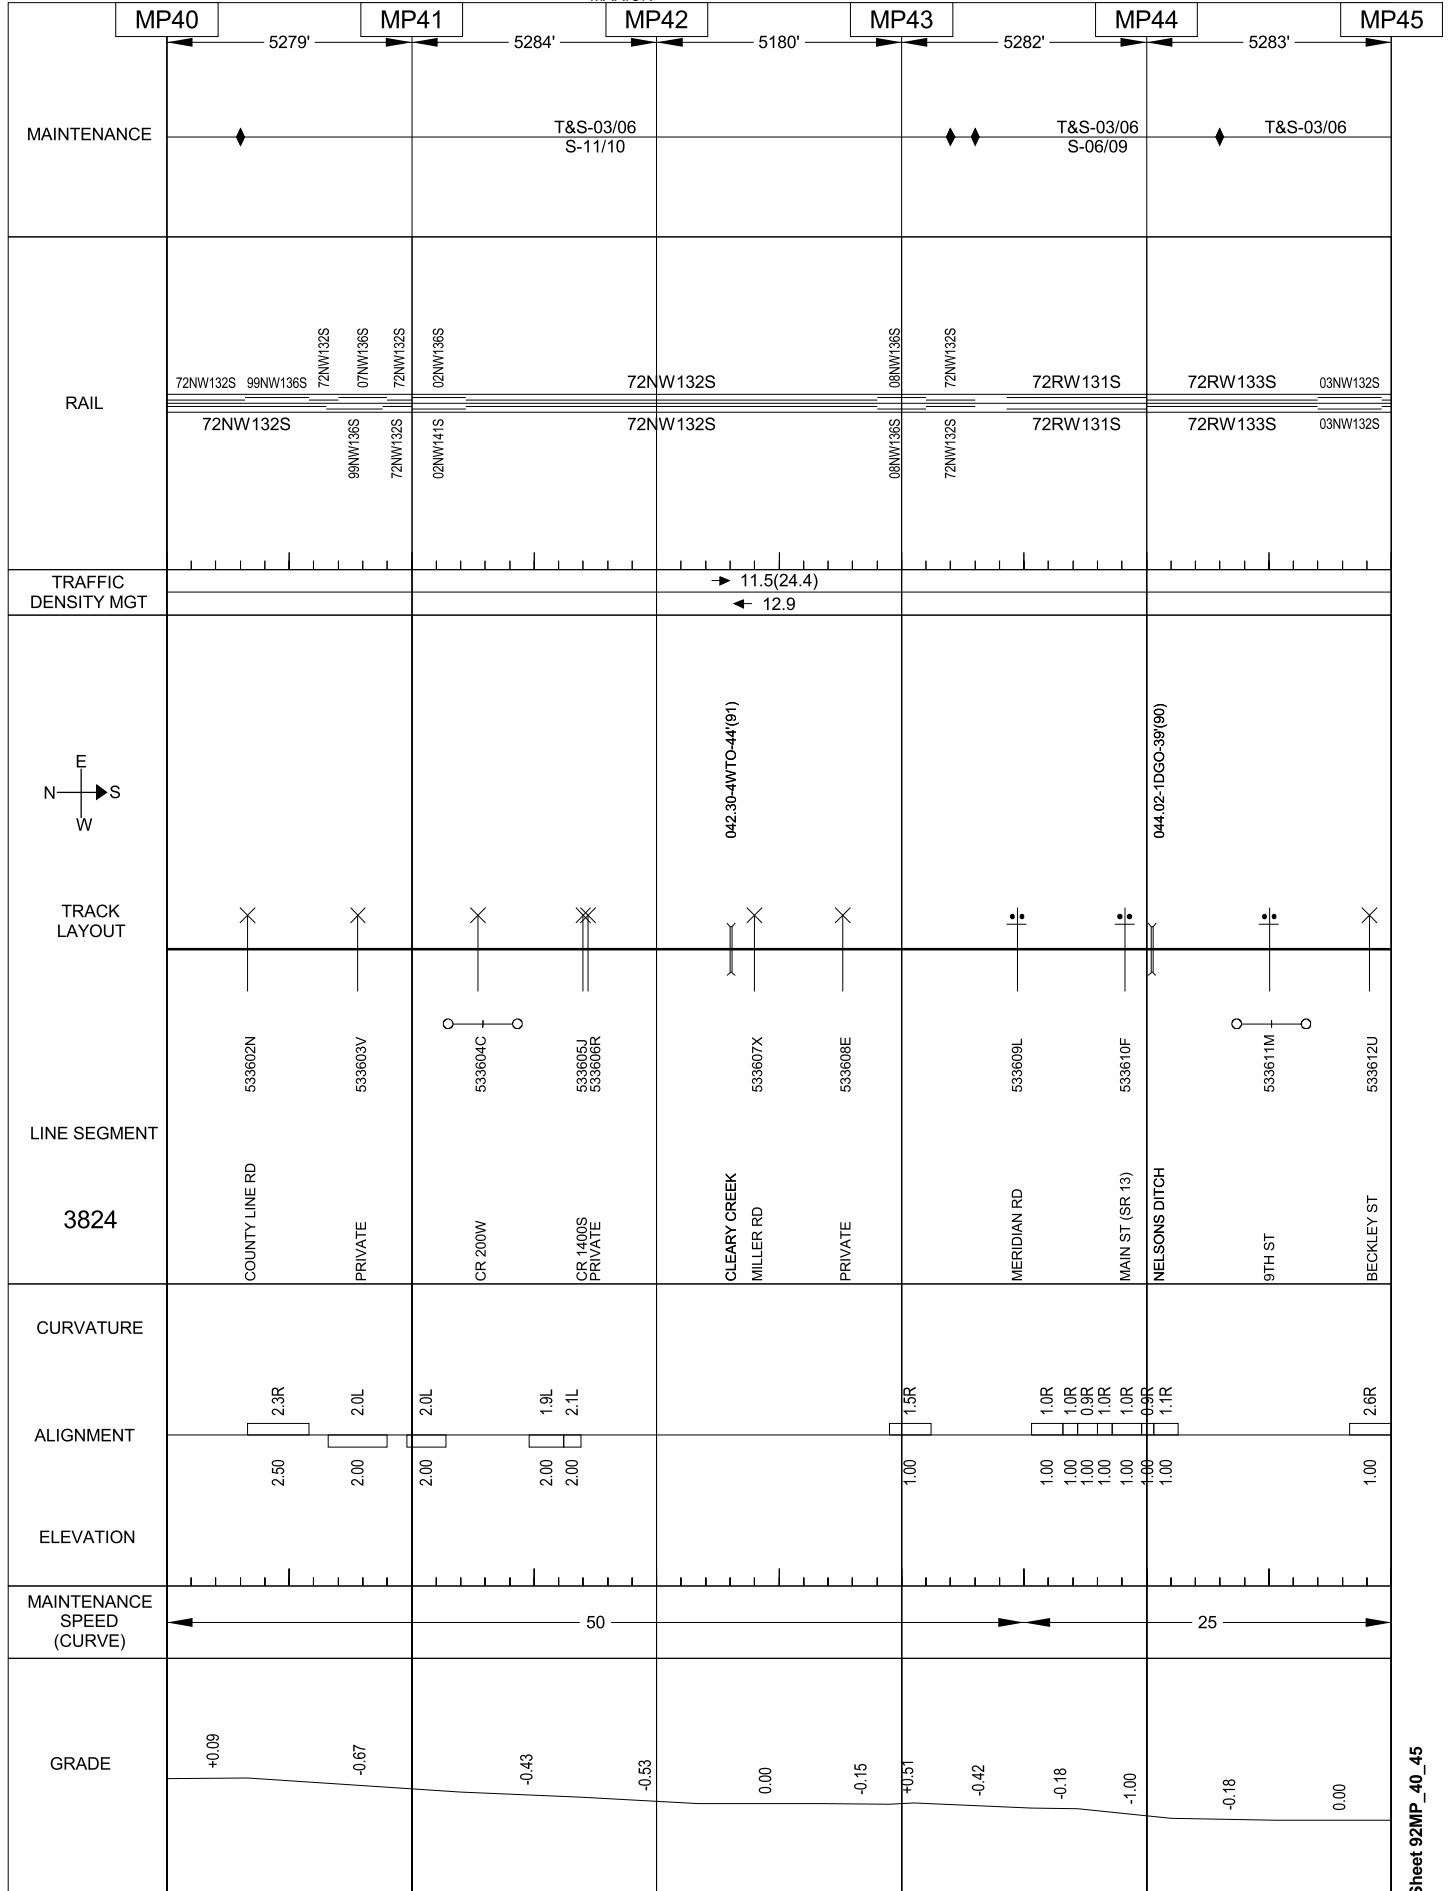 MP40 MP41 MP42 MP43 MP44 MP45
5279' 5284' 5180' 5282' 5283'
MAINTENANCE
T&S-03/06 T&S-03/06 T&S-03/06
S-11/10 S-06/09
72NW132S 07NW136S 72NW132S 02NW136S 08NW136S 72NW132S
72NW132S 99NW136S 72NW132S 72RW131S 72RW133S 03NW132S
RAIL
72NW132S 72NW132S 72RW131S 72RW133S 03NW132S
99NW136S 72NW132S 02NW141S 08NW136S 72NW132S
TRAFFIC
DENSITY MGT
11.5(24.4)
12.9
042.30-4WTO-44'(91) 044.02-1DGO-39'(90)
E
N S
W
TRACK
LAYOUT
533602N 533603V 533604C 533605J 533606R 533607X 533608E 533609L 533610F 533611M 533612U
LINE SEGMENT
3824
COUNTY LINE RD
PRIVATE
CR 200W
CR 1400S
PRIVATE
CLEARY CREEK
MILLER RD
PRIVATE
MERIDIAN RD
MAIN ST (SR 13)
NELSONS DITCH
9TH ST
BECKLEY ST
CURVATURE
2.3R 2.0L 2.0L 1.9L 2.1L 1.5R 1.0R 1.0R 0.9R 1.0R 1.0R 0.9R 1.1R 2.6R
ALIGNMENT
2.50 2.00 2.00 2.00 2.00 1.00 1.00 1.00 1.00 1.00 1.00 1.00 1.00 1.00
ELEVATION
MAINTENANCE
SPEED
(CURVE)
50 25
GRADE
+0.09 -0.67 -0.43 -0.53 0.00 -0.15 +0.51 -0.42 -0.18 -1.00 -0.18 0.00
Sheet 92MP_40_45